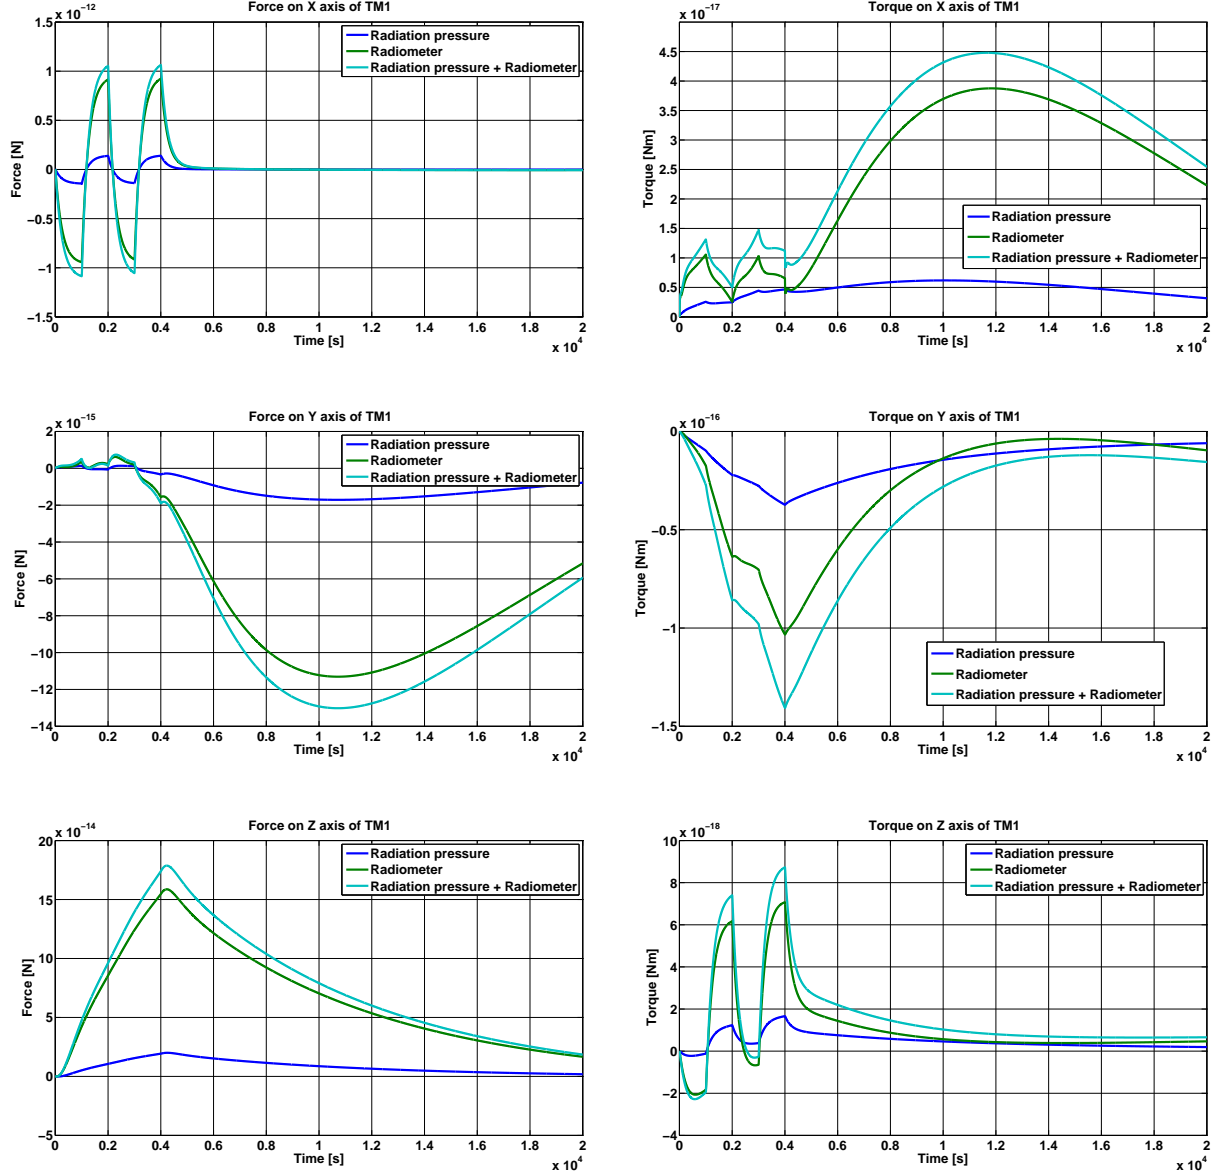 Force on X axis of TM1
x 10⁻¹²
1.5
1
0.5
0
−0.5
−1
−1.5
Force [N]
Radiation pressure
Radiometer
Radiation pressure + Radiometer
0 0.2 0.4 0.6 0.8 1 1.2 1.4 1.6 1.8 2
x 10⁴
Time [s]
Torque on X axis of TM1
x 10⁻¹⁷
5
4.5
4
3.5
3
2.5
2
1.5
1
0.5
0
Torque [Nm]
Radiation pressure
Radiometer
Radiation pressure + Radiometer
0 0.2 0.4 0.6 0.8 1 1.2 1.4 1.6 1.8 2
x 10⁴
Time [s]
Force on Y axis of TM1
x 10⁻¹⁵
2
0
−2
−4
−6
−8
−10
−12
−14
Force [N]
Radiation pressure
Radiometer
Radiation pressure + Radiometer
0 0.2 0.4 0.6 0.8 1 1.2 1.4 1.6 1.8 2
x 10⁴
Time [s]
Torque on Y axis of TM1
x 10⁻¹⁶
0
−0.5
−1
−1.5
Torque [Nm]
Radiation pressure
Radiometer
Radiation pressure + Radiometer
0 0.2 0.4 0.6 0.8 1 1.2 1.4 1.6 1.8 2
x 10⁴
Time [s]
Force on Z axis of TM1
x 10⁻¹⁴
20
15
10
5
0
−5
Force [N]
Radiation pressure
Radiometer
Radiation pressure + Radiometer
0 0.2 0.4 0.6 0.8 1 1.2 1.4 1.6 1.8 2
x 10⁴
Time [s]
Torque on Z axis of TM1
x 10⁻¹⁸
10
8
6
4
2
0
−2
−4
Torque [Nm]
Radiation pressure
Radiometer
Radiation pressure + Radiometer
0 0.2 0.4 0.6 0.8 1 1.2 1.4 1.6 1.8 2
x 10⁴
Time [s]